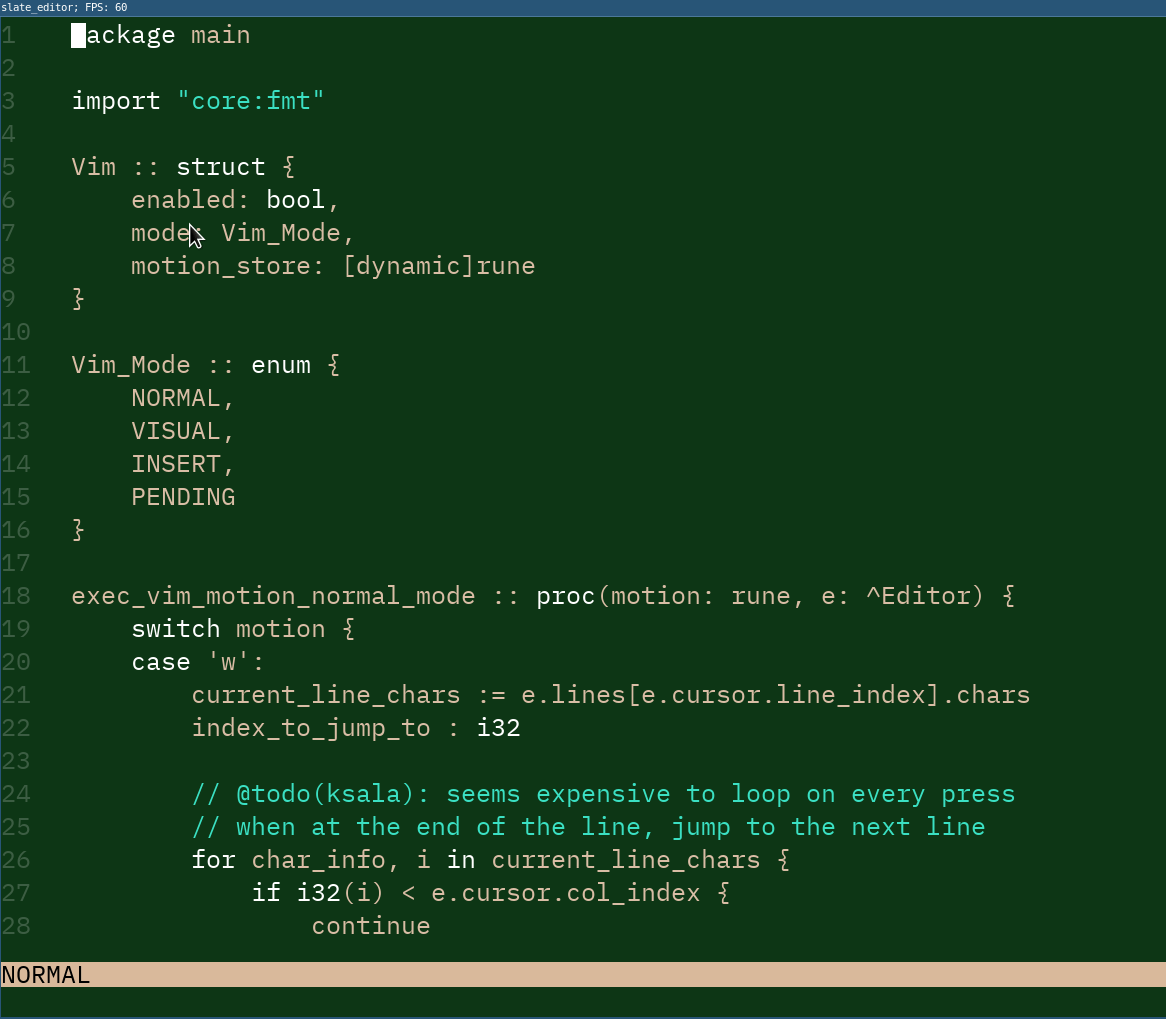 slate_editor; FPS: 60
1 ackage main
2
3 import "core:fmt"
4
5 Vim :: struct {
6     enabled: bool,
7     mode: Vim_Mode,
8     motion_store: [dynamic]rune
9 }
10
11 Vim_Mode :: enum {
12     NORMAL,
13     VISUAL,
14     INSERT,
15     PENDING
16 }
17
18 exec_vim_motion_normal_mode :: proc(motion: rune, e: ^Editor) {
19     switch motion {
20     case 'w':
21         current_line_chars := e.lines[e.cursor.line_index].chars
22         index_to_jump_to : i32
23
24         // @todo(ksala): seems expensive to loop on every press
25         // when at the end of the line, jump to the next line
26         for char_info, i in current_line_chars {
27             if i32(i) < e.cursor.col_index {
28                 continue
NORMAL